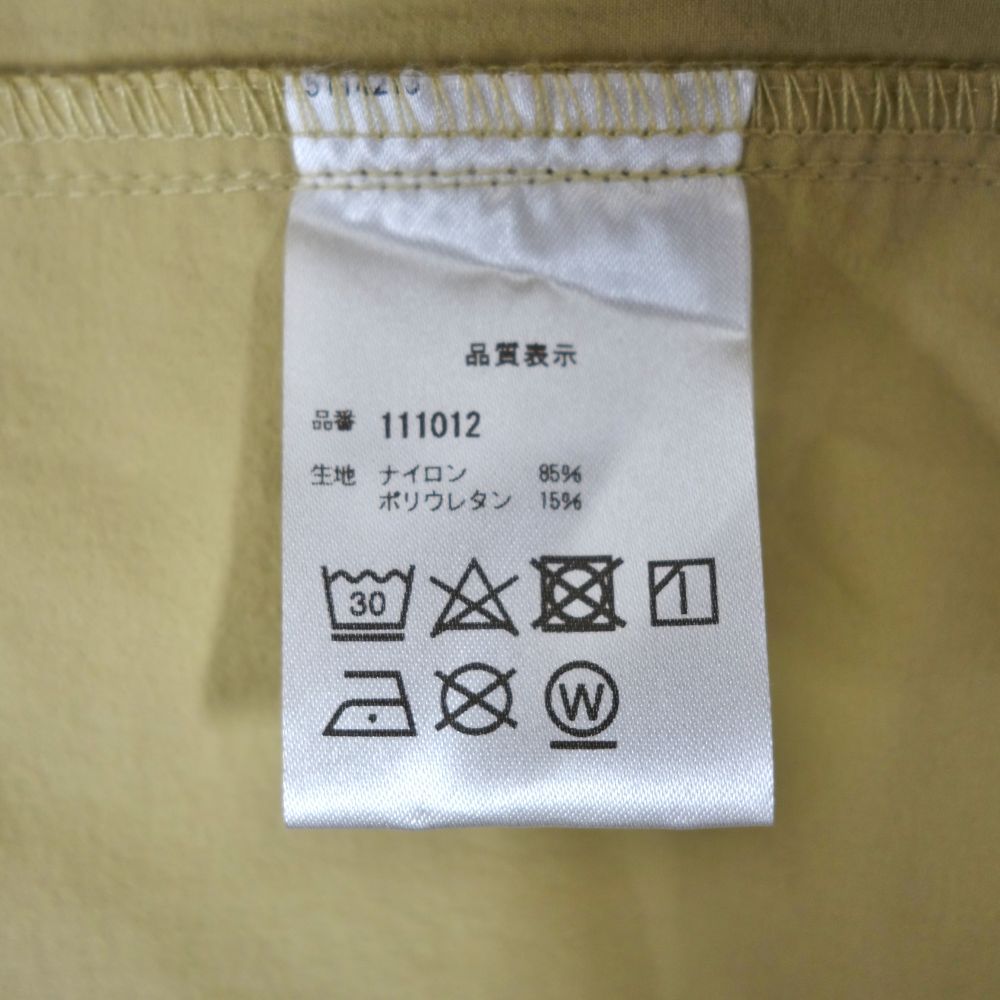 品質表示
品番 111012
生地 ナイロン 85%
ポリウレタン 15%
30
W